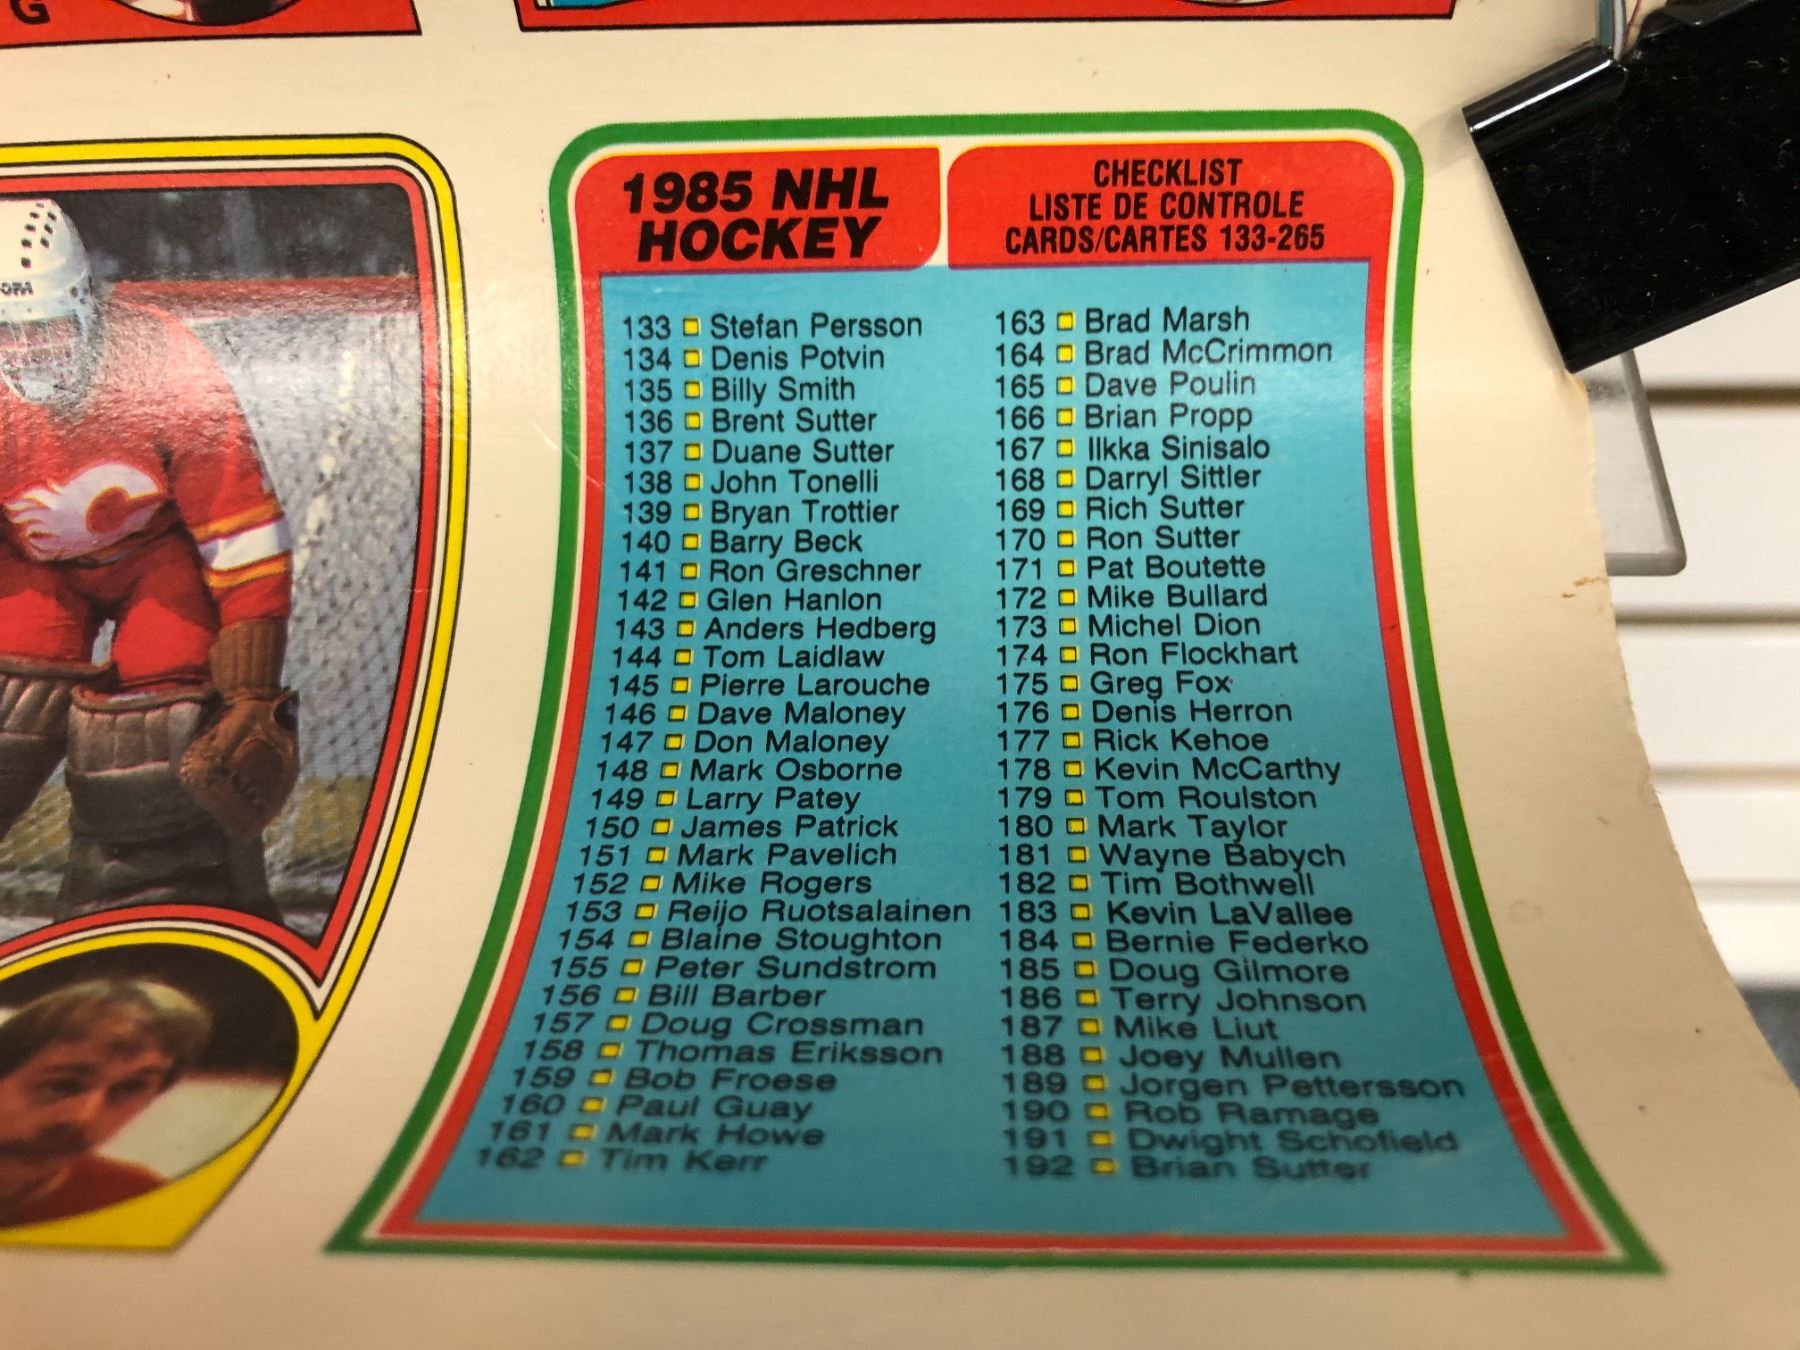 G
1985 NHL
HOCKEY
CHECKLIST
LISTE DE CONTROLE
CARDS/CARTES 133-265
133 Stefan Persson
134 Denis Potvin
135 Billy Smith
136 Brent Sutter
137 Duane Sutter
138 John Tonelli
139 Bryan Trottier
140 Barry Beck
141 Ron Greschner
142 Glen Hanlon
143 Anders Hedberg
144 Tom Laidlaw
145 Pierre Larouche
146 Dave Maloney
147 Don Maloney
148 Mark Osborne
149 Larry Patey
150 James Patrick
151 Mark Pavelich
152 Mike Rogers
153 Reijo Ruotsalainen
154 Blaine Stoughton
155 Peter Sundstrom
156 Bill Barber
157 Doug Crossman
158 Thomas Eriksson
159 Bob Froese
160 Paul Guay
161 Mark Howe
162 Tim Kerr
163 Brad Marsh
164 Brad McCrimmon
165 Dave Poulin
166 Brian Propp
167 Ilkka Sinisalo
168 Darryl Sittler
169 Rich Sutter
170 Ron Sutter
171 Pat Boutette
172 Mike Bullard
173 Michel Dion
174 Ron Flockhart
175 Greg Fox
176 Denis Herron
177 Rick Kehoe
178 Kevin McCarthy
179 Tom Roulston
180 Mark Taylor
181 Wayne Babych
182 Tim Bothwell
183 Kevin LaVallee
184 Bernie Federko
185 Doug Gilmore
186 Terry Johnson
187 Mike Liut
188 Joey Mullen
189 Jorgen Pettersson
190 Rob Ramage
191 Dwight Schofield
192 Brian Sutter